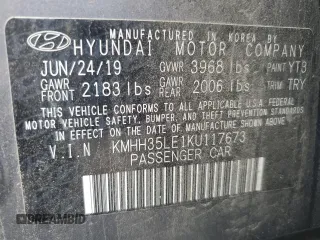 MANUFACTURED IN KOREA BY
HYUNDAI MOTOR COMPANY
JUN/24/19 GVWR 3968 lbs PAINT YT3
GAWR FRONT 2183 lbs GAWR REAR 2006 lbs TRIM TRY
THIS VEHICLE CONFORMS TO ALL APPLICABLE U.S. FEDERAL
MOTOR VEHICLE SAFETY, BUMPER, AND THEFT PREVENTION STANDARDS
IN EFFECT ON THE DATE OF MANUFACTURE SHOWN ABOVE.
V.I.N KMHH35LE1KU117673
PASSENGER CAR
AUTOBIDMASTER